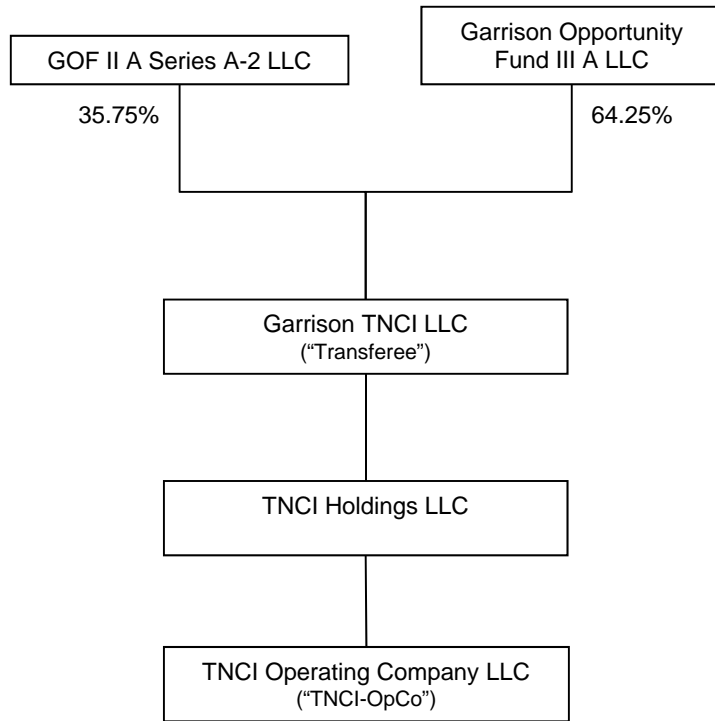 GOF II A Series A-2 LLC
Garrison Opportunity
Fund III A LLC
35.75%
64.25%
Garrison TNCI LLC
(“Transferee”)
TNCI Holdings LLC
TNCI Operating Company LLC
(“TNCI-OpCo”)